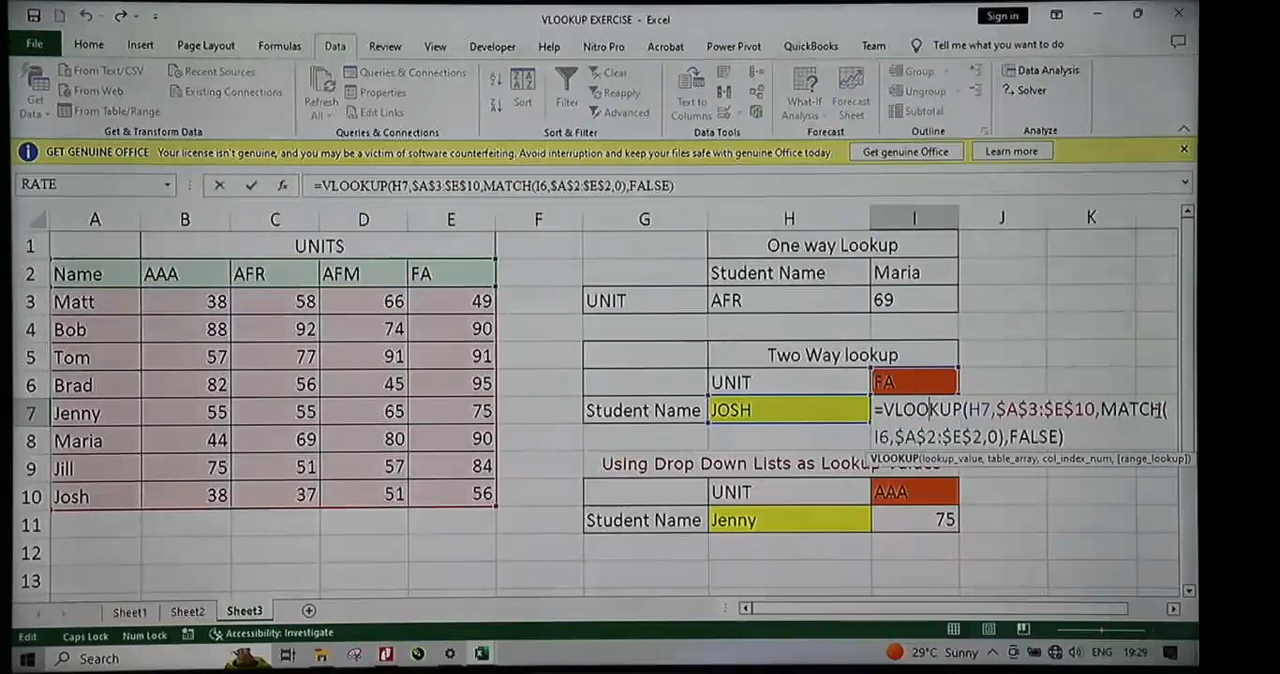 VLOOKUP EXERCISE - Excel
Sign in
File Home Insert Page Layout Formulas Data Review View Developer Help Nitro Pro Acrobat Power Pivot QuickBooks Team Tell me what you want to do
Get Data From Text/CSV From Web From Table/Range Recent Sources Existing Connections
Get & Transform Data
Refresh All Queries & Connections Properties Edit Links
Queries & Connections
Sort Filter Clear Reapply Advanced
Sort & Filter
Text to Columns
Data Tools
What-If Analysis Forecast Sheet
Forecast
Group Ungroup Subtotal
Outline
Data Analysis Solver
Analyze
GET GENUINE OFFICE Your license isn't genuine, and you may be a victim of software counterfeiting. Avoid interruption and keep your files safe with genuine Office today. Get genuine Office Learn more
RATE fx =VLOOKUP(H7,$A$3:$E$10,MATCH(I6,$A$2:$E$2,0),FALSE)
A B C D E F G H I J K
1 UNITS One way Lookup
2 Name AAA AFR AFM FA Student Name Maria
3 Matt 38 58 66 49 UNIT AFR 69
4 Bob 88 92 74 90
5 Tom 57 77 91 91 Two Way lookup
6 Brad 82 56 45 95 UNIT FA
7 Jenny 55 55 65 75 Student Name JOSH =VLOOKUP(H7,$A$3:$E$10,MATCH(
8 Maria 44 69 80 90 I6,$A$2:$E$2,0),FALSE)
VLOOKUP(lookup_value, table_array, col_index_num, [range_lookup])
9 Jill 75 51 57 84 Using Drop Down Lists as Lookup
10 Josh 38 37 51 56 UNIT AAA
11 Student Name Jenny 75
12
13
Sheet1 Sheet2 Sheet3
Edit Caps Lock Num Lock Accessibility: Investigate
Search 29°C Sunny ENG 19:29